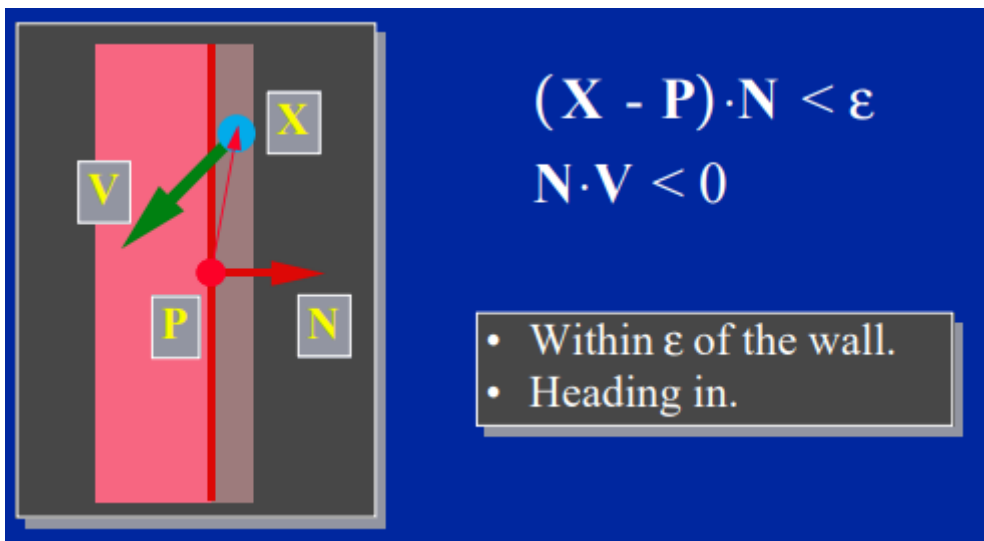 X
V
P
N
(X - P)·N < ε
N·V < 0
• Within ε of the wall.
• Heading in.